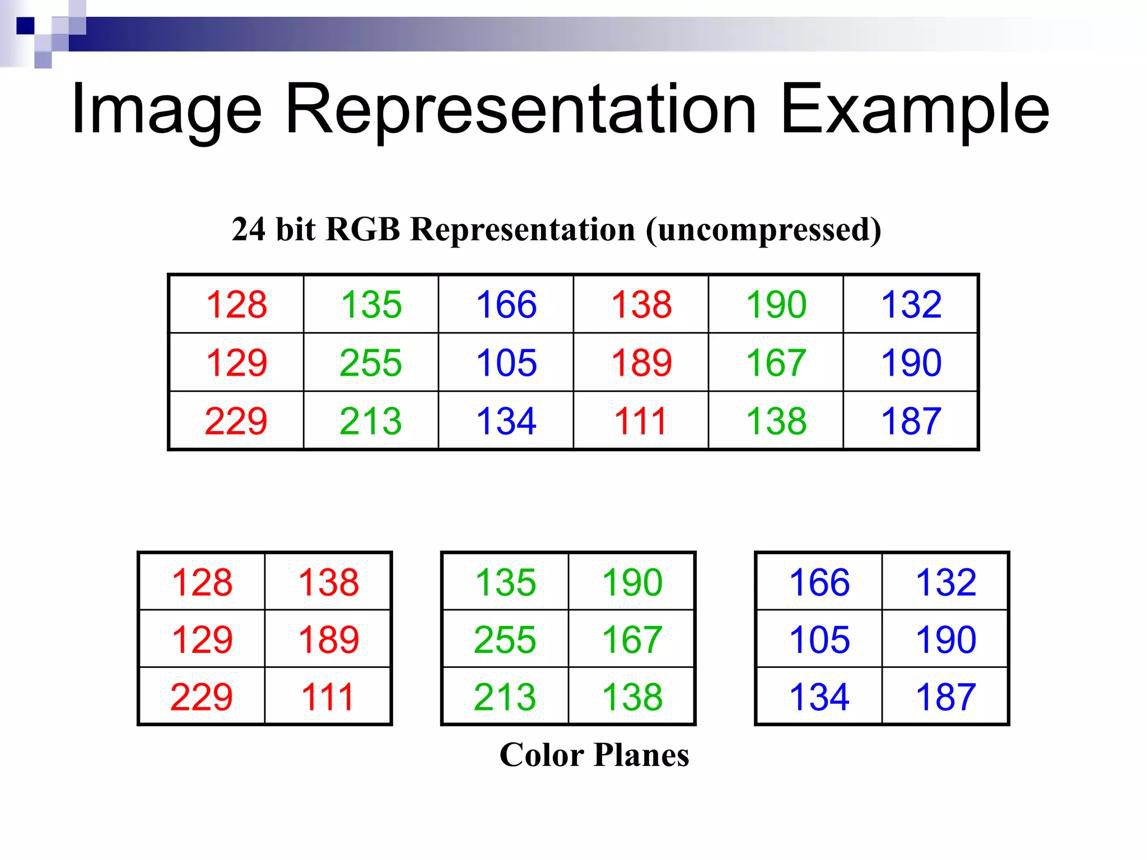 Image Representation Example
24 bit RGB Representation (uncompressed)
128 135 166 138 190 132
129 255 105 189 167 190
229 213 134 111 138 187
128 138 135 190 166 132
129 189 255 167 105 190
229 111 213 138 134 187
Color Planes